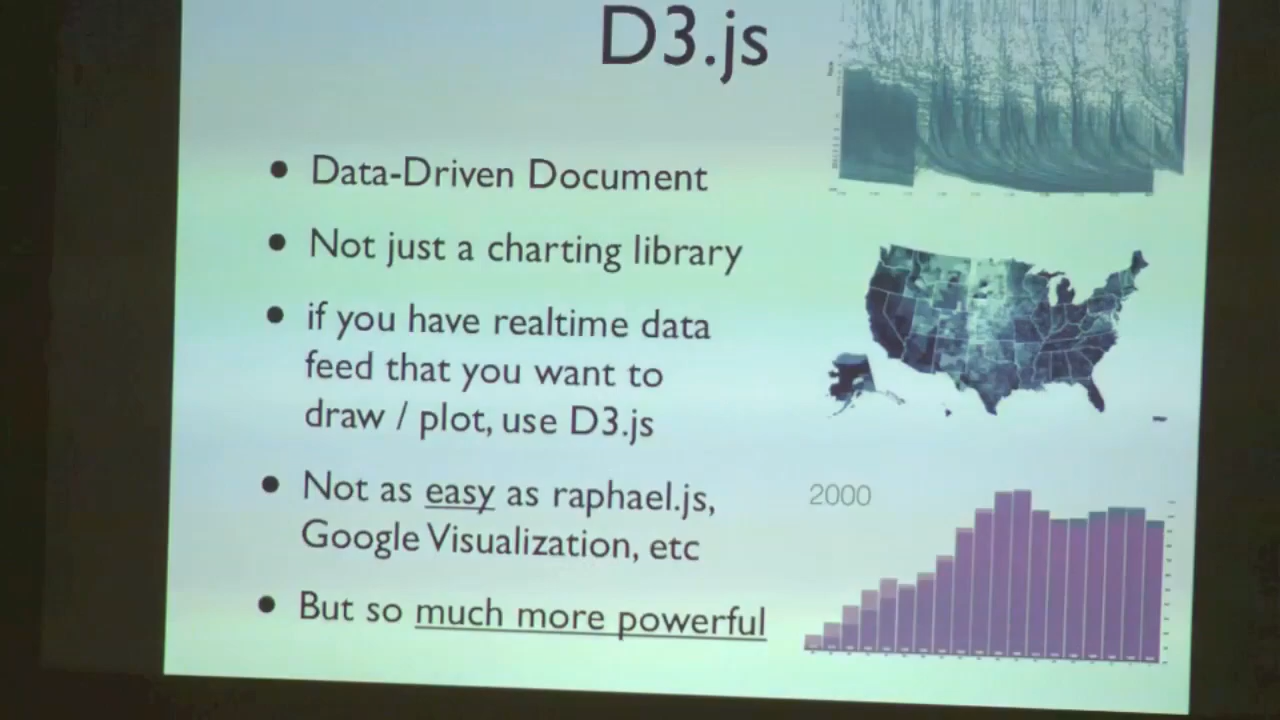 D3.js
• Data-Driven Document
• Not just a charting library
• if you have realtime data
feed that you want to
draw / plot, use D3.js
• Not as easy as raphael.js,
Google Visualization, etc
• But so much more powerful
2000